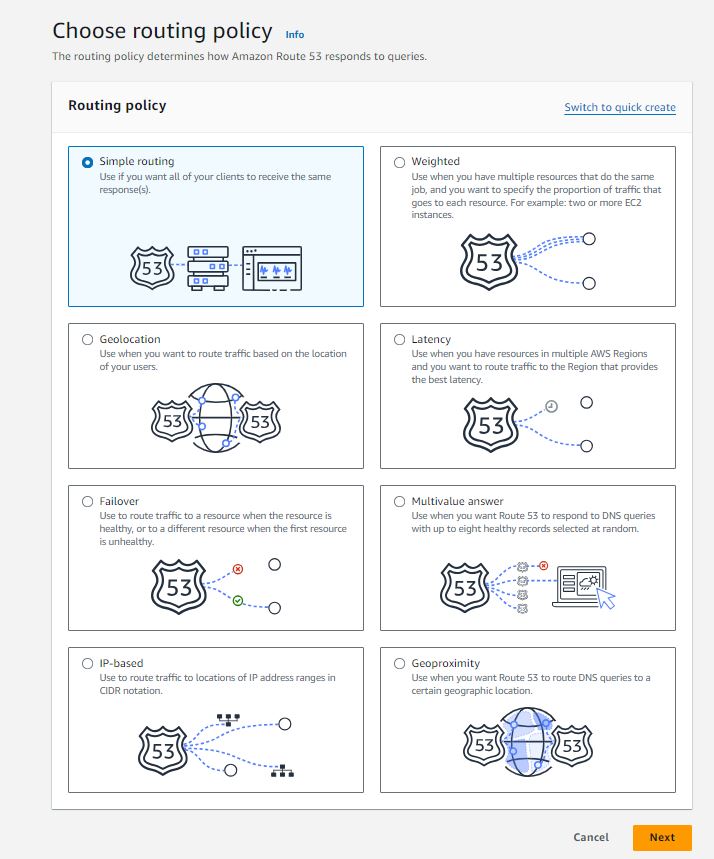 Choose routing policy Info
The routing policy determines how Amazon Route 53 responds to queries.
Routing policy
Switch to quick create
Simple routing
Use if you want all of your clients to receive the same
response(s).
53
Weighted
Use when you have multiple resources that do the same
job, and you want to specify the proportion of traffic that
goes to each resource. For example: two or more EC2
instances.
53
Geolocation
Use when you want to route traffic based on the location
of your users.
53
53
Latency
Use when you have resources in multiple AWS Regions
and you want to route traffic to the Region that provides
the best latency.
53
Failover
Use to route traffic to a resource when the resource is
healthy, or to a different resource when the first resource
is unhealthy.
53
Multivalue answer
Use when you want Route 53 to respond to DNS queries
with up to eight healthy records selected at random.
53
IP-based
Use to route traffic to locations of IP address ranges in
CIDR notation.
53
Geoproximity
Use when you want Route 53 to route DNS queries to a
certain geographic location.
53
53
Cancel
Next